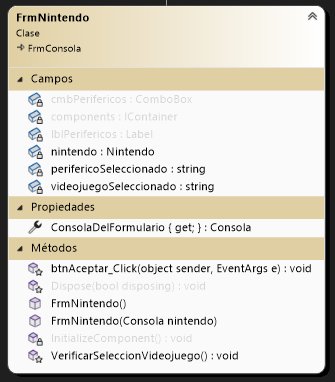 FrmNintendo
Clase
FrmConsola
Campos
cmbPerifericos : ComboBox
components : IContainer
lblPerifericos : Label
nintendo : Nintendo
perifericoSeleccionado : string
videojuegoSeleccionado : string
Propiedades
ConsolaDelFormulario { get; } : Consola
Métodos
btnAceptar_Click(object sender, EventArgs e) : void
Dispose(bool disposing) : void
FrmNintendo()
FrmNintendo(Consola nintendo)
InitializeComponent() : void
VerificarSeleccionVideojuego() : void